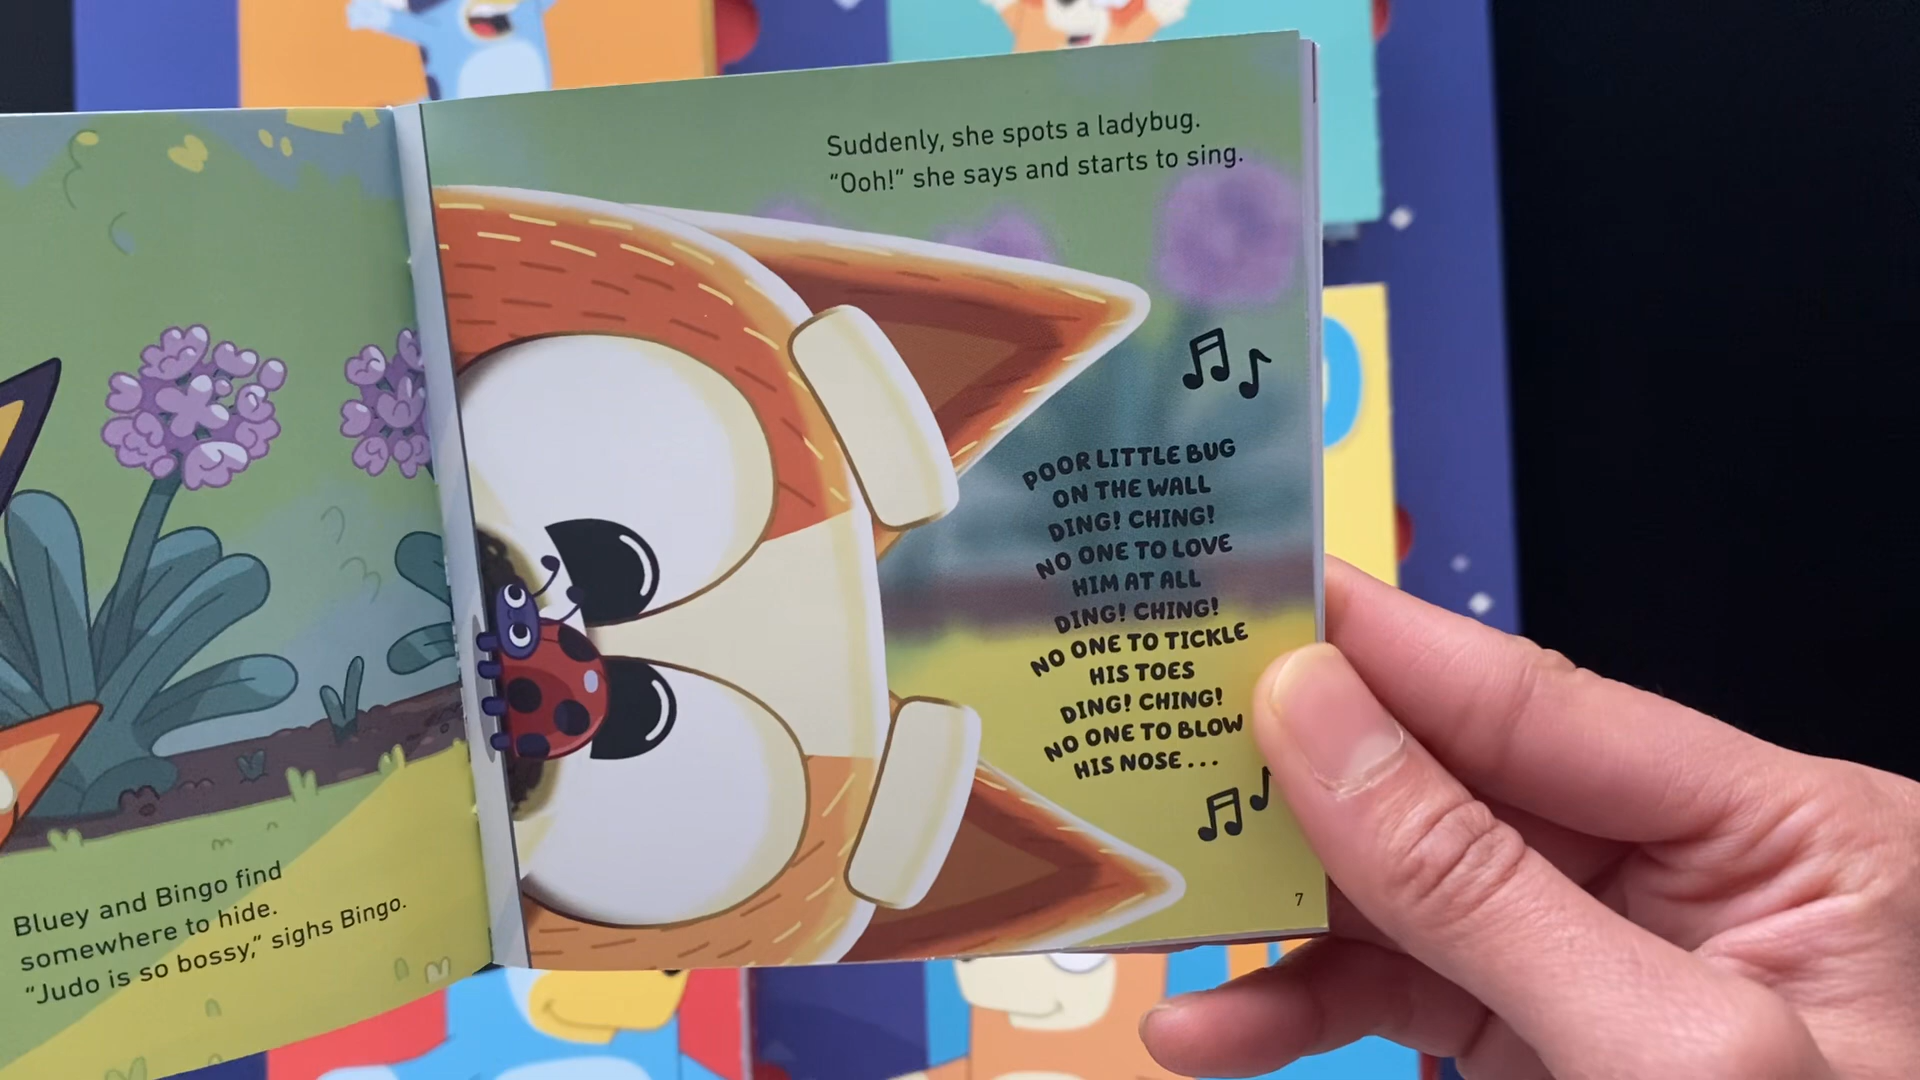 Bluey and Bingo find
somewhere to hide.
“Judo is so bossy,” sighs Bingo.
Suddenly, she spots a ladybug.
“Ooh!” she says and starts to sing.
POOR LITTLE BUG
ON THE WALL
DING! CHING!
NO ONE TO LOVE
HIM AT ALL
DING! CHING!
NO ONE TO TICKLE
HIS TOES
DING! CHING!
NO ONE TO BLOW
HIS NOSE...
7